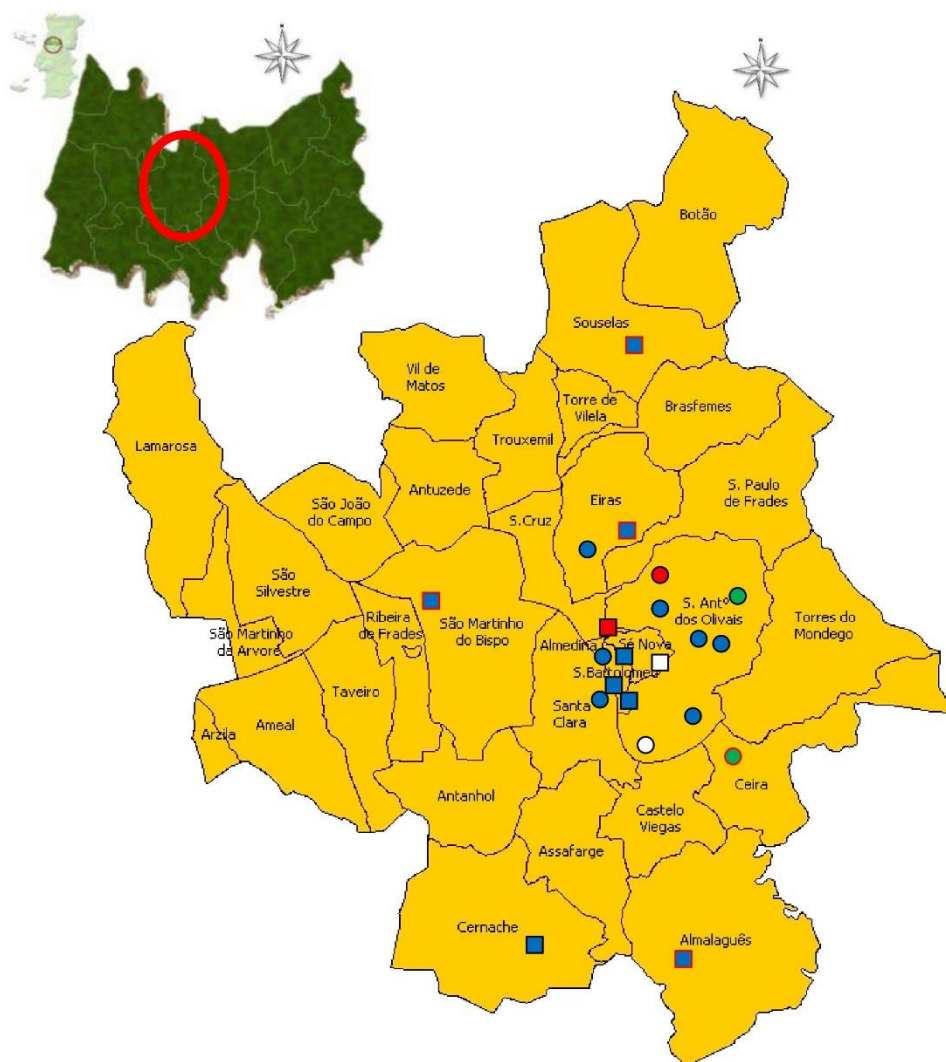 N
N
Botão
Souselas
Vil de
Matos
Torre de
Vilela
Brasfemes
Lamarosa
Trouxemil
Antuzede
Eiras
S. Paulo
de Frades
São João
do Campo
S.Cruz
São
Silvestre
Ribeira
de Frades
São Martinho
do Bispo
S. Antº
dos Olivais
Torres do
Mondego
São Martinho
da Arvore
Almedina
Sé Nova
S.Bartolomeu
Taveiro
Santa
Clara
Arzila
Ameal
Antanhol
Castelo
Viegas
Ceira
Assafarge
Cernache
Almalaguês